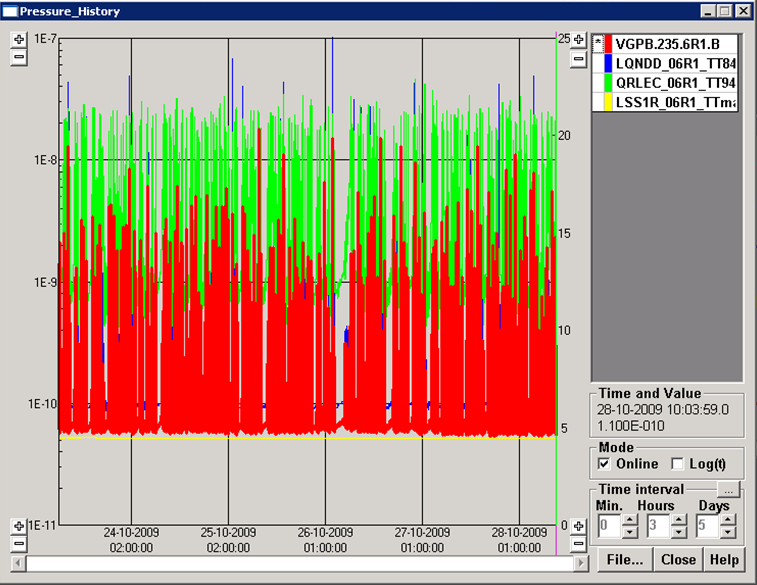 Pressure_History
1E-7
1E-8
1E-9
1E-10
1E-11
25
20
15
10
5
0
24-10-2009 25-10-2009 26-10-2009 27-10-2009 28-10-2009
02:00:00 02:00:00 01:00:00 01:00:00 01:00:00
* VGPB.235.6R1.B
LQNDD_06R1_TT84
QRLEC_06R1_TT94
LSS1R_06R1_TTma
Time and Value
28-10-2009 10:03:59.0
1.100E-010
Mode
Online Log(t)
Time interval ...
Min. Hours Days
0 3 5
File... Close Help